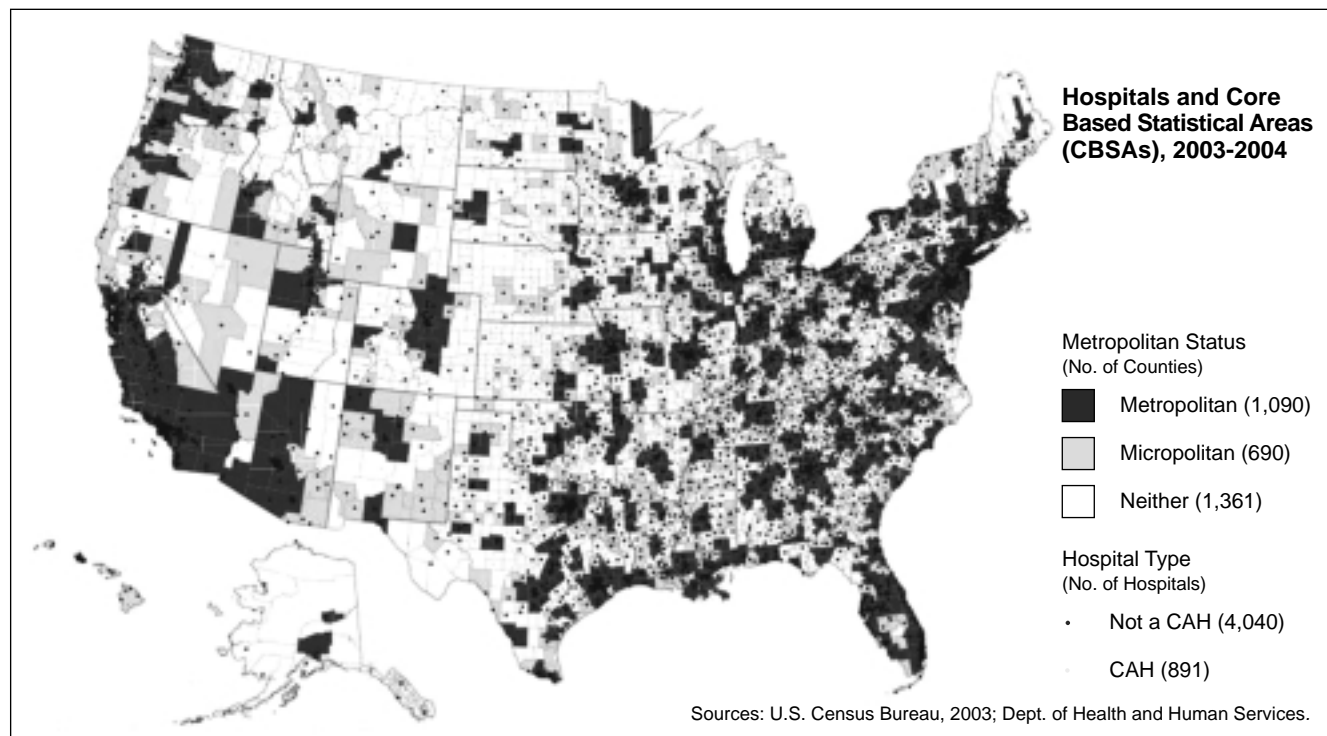 Hospitals and Core
Based Statistical Areas
(CBSAs), 2003-2004
Metropolitan Status
(No. of Counties)
Metropolitan (1,090)
Micropolitan (690)
Neither (1,361)
Hospital Type
(No. of Hospitals)
Not a CAH (4,040)
CAH (891)
Sources: U.S. Census Bureau, 2003; Dept. of Health and Human Services.